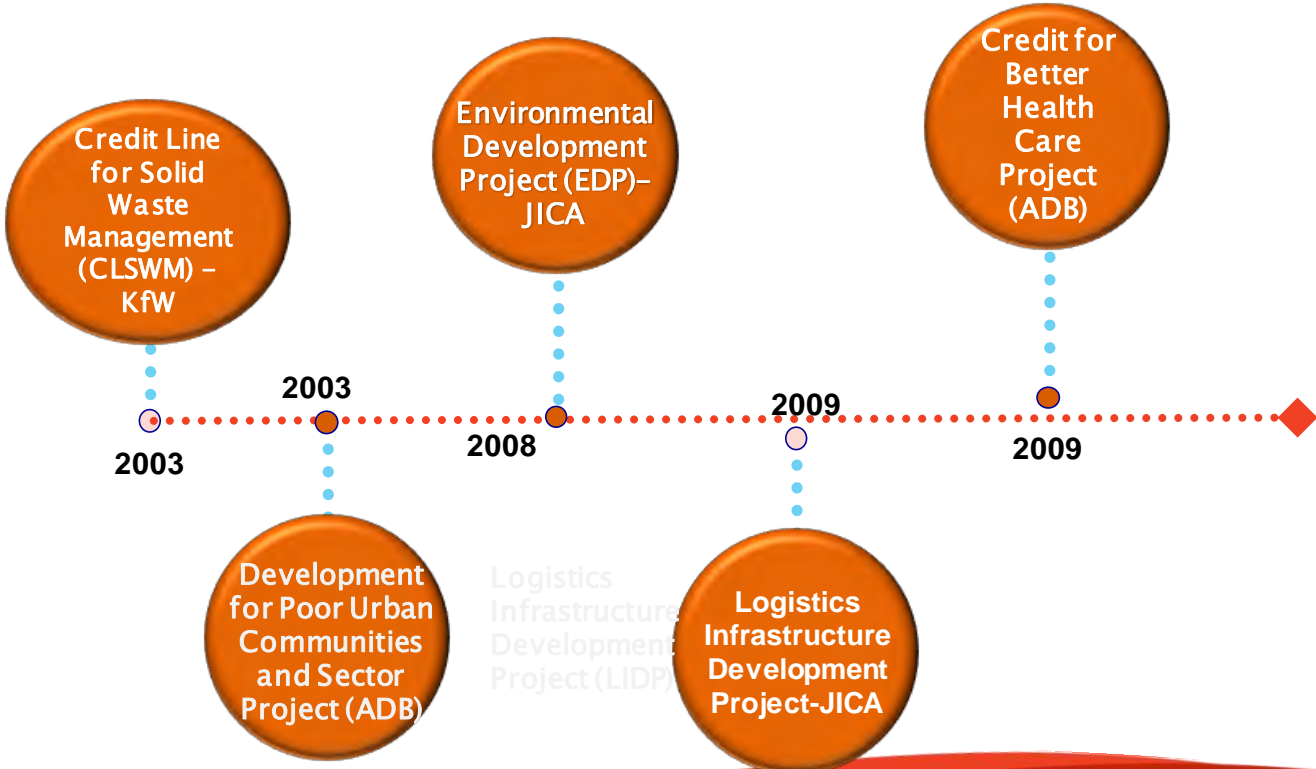 Credit Line
for Solid
Waste
Management
(CLSWM) –
KfW
Environmental
Development
Project (EDP)–
JICA
Credit for
Better
Health
Care
Project
(ADB)
2003
2003
2008
2009
2009
Development
for Poor Urban
Communities
and Sector
Project (ADB)
Logistics
Infrastructure
Development
Project (LIDP)
Logistics
Infrastructure
Development
Project-JICA